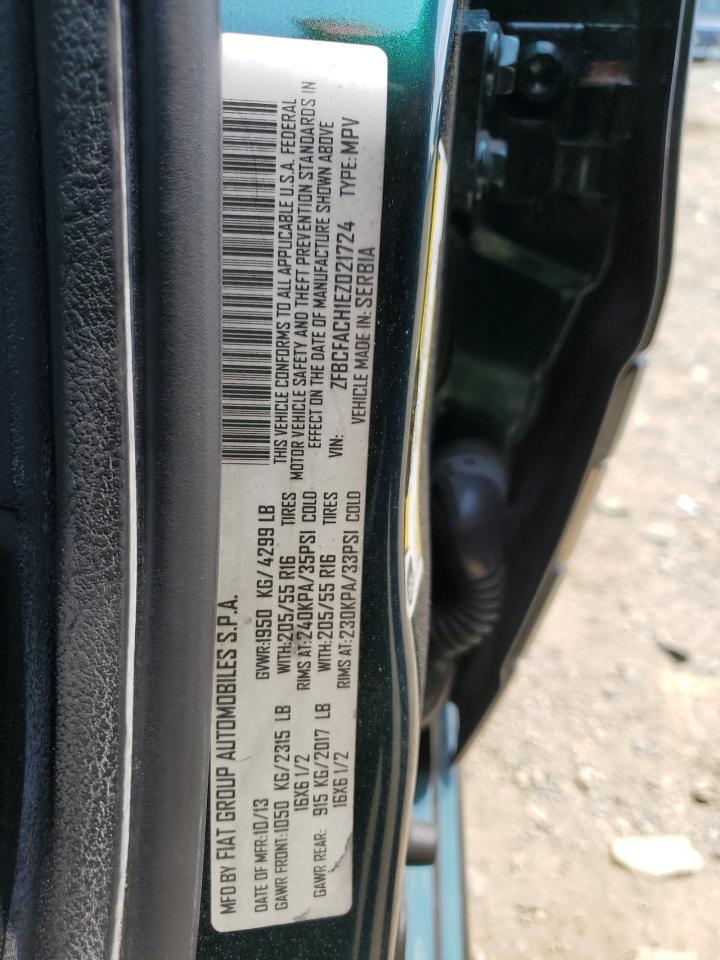 MFD BY FIAT GROUP AUTOMOBILES S.P.A.
DATE OF MFR:10/13 GVWR:1950 KG/4299 LB
GAWR FRONT:1050 KG/2315 LB WITH:205/55 R16 TIRES
16X6 1/2 RIMS AT:240KPA/35PSI COLD
GAWR REAR: 915 KG/2017 LB WITH:205/55 R16 TIRES
16X6 1/2 RIMS AT:230KPA/33PSI COLD
THIS VEHICLE CONFORMS TO ALL APPLICABLE U.S.A. FEDERAL
MOTOR VEHICLE SAFETY AND THEFT PREVENTION STANDARDS IN
EFFECT ON THE DATE OF MANUFACTURE SHOWN ABOVE
VIN: ZFBCFACH1EZ021724 TYPE: MPV
VEHICLE MADE IN: SERBIA